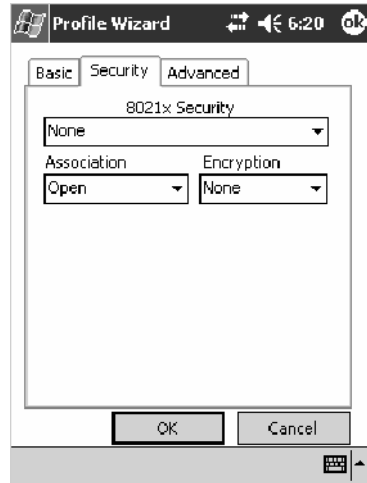 Profile Wizard 6:20 ok
Basic Security Advanced
8021x Security
None
Association Encryption
Open None
OK Cancel